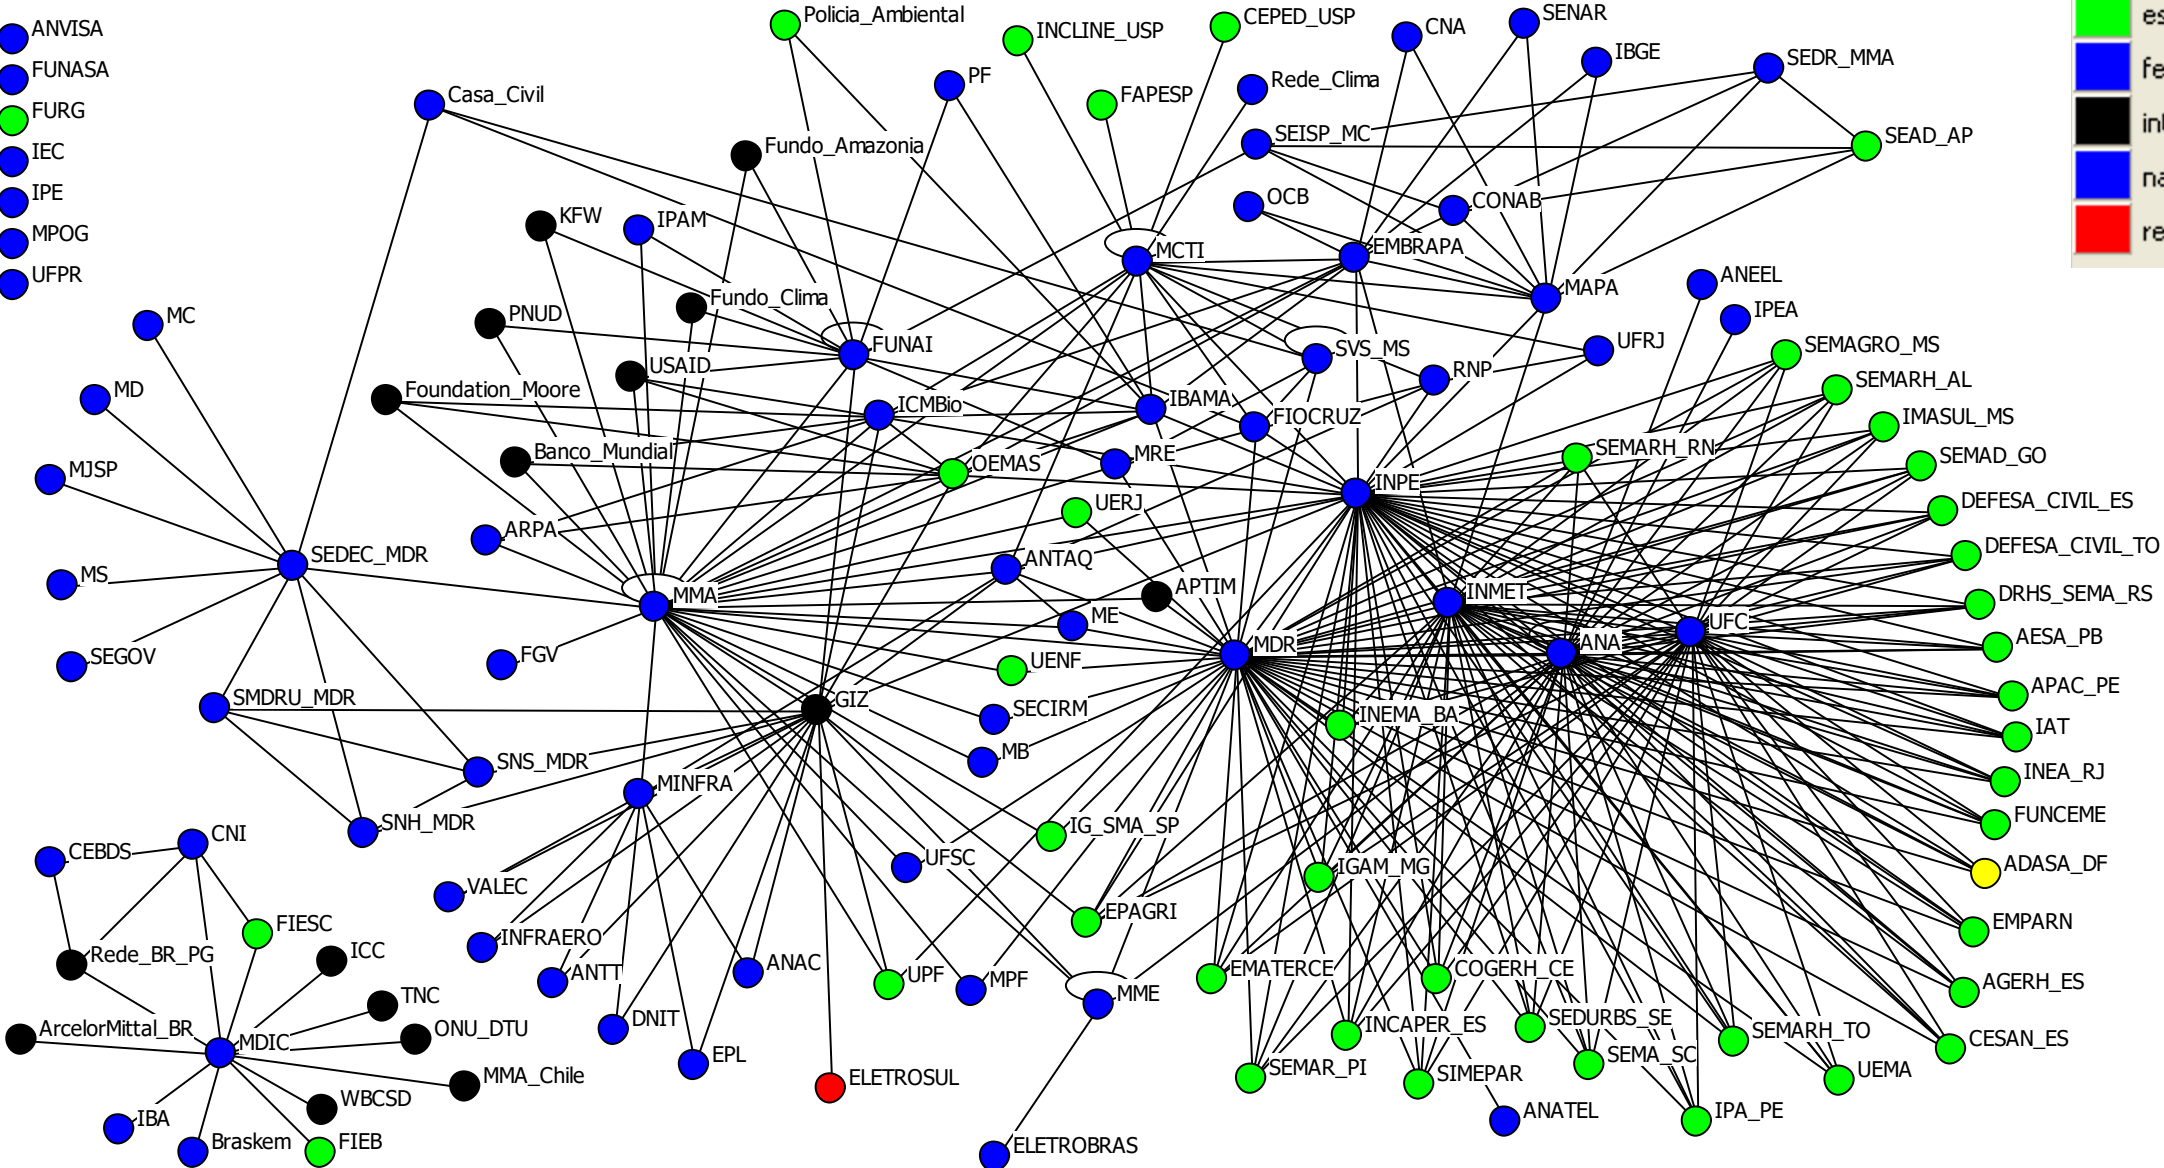 ANVISA
FUNASA
FURG
IEC
IPE
MPOG
UFPR
Policia_Ambiental
INCLINE_USP
CEPED_USP
CNA
SENAR
IBGE
SEDR_MMA
PF
Rede_Clima
FAPESP
Casa_Civil
SEISP_MC
SEAD_AP
Fundo_Amazonia
OCB
CONAB
KFW
IPAM
MCTI
EMBRAPA
MAPA
ANEEL
IPEA
MC
PNUD
Fundo_Clima
FUNAI
SVS_MS
UFRJ
SEMAGRO_MS
USAID
RNP
SEMARH_AL
MD
Foundation_Moore
ICMBio
IBAMA
FIOCRUZ
IMASUL_MS
Banco_Mundial
OEMAS
MRE
SEMARH_RN
SEMAD_GO
MJSP
INPE
UERJ
DEFESA_CIVIL_ES
ARPA
DEFESA_CIVIL_TO
SEDEC_MDR
ANTAQ
MS
MMA
APTIM
INMET
DRHS_SEMA_RS
ME
UFC
AESA_PB
SEGOV
FGV
UENF
MDR
ANA
APAC_PE
SMDRU_MDR
GIZ
SECIRM
INEMA_BA
IAT
SNS_MDR
MB
INEA_RJ
MINFRA
SNH_MDR
IG_SMA_SP
FUNCEME
CNI
CEBDS
UFSC
IGAM_MG
ADASA_DF
VALEC
EPAGRI
EMPARN
FIESC
INFRAERO
Rede_BR_PG
ICC
ANTT
ANAC
UPF
MPF
MME
EMATERCE
COGERH_CE
AGERH_ES
TNC
ArcelorMittal_BR
ONU_DTU
DNIT
INCAPER_ES
SEDURBS_SE
SEMARH_TO
CESAN_ES
MDIC
EPL
SEMA_SC
MMA_Chile
ELETROSUL
SEMAR_PI
SIMEPAR
UEMA
WBCSD
IBA
ANATEL
IPA_PE
Braskem
FIEB
ELETROBRAS
es
fe
int
na
re